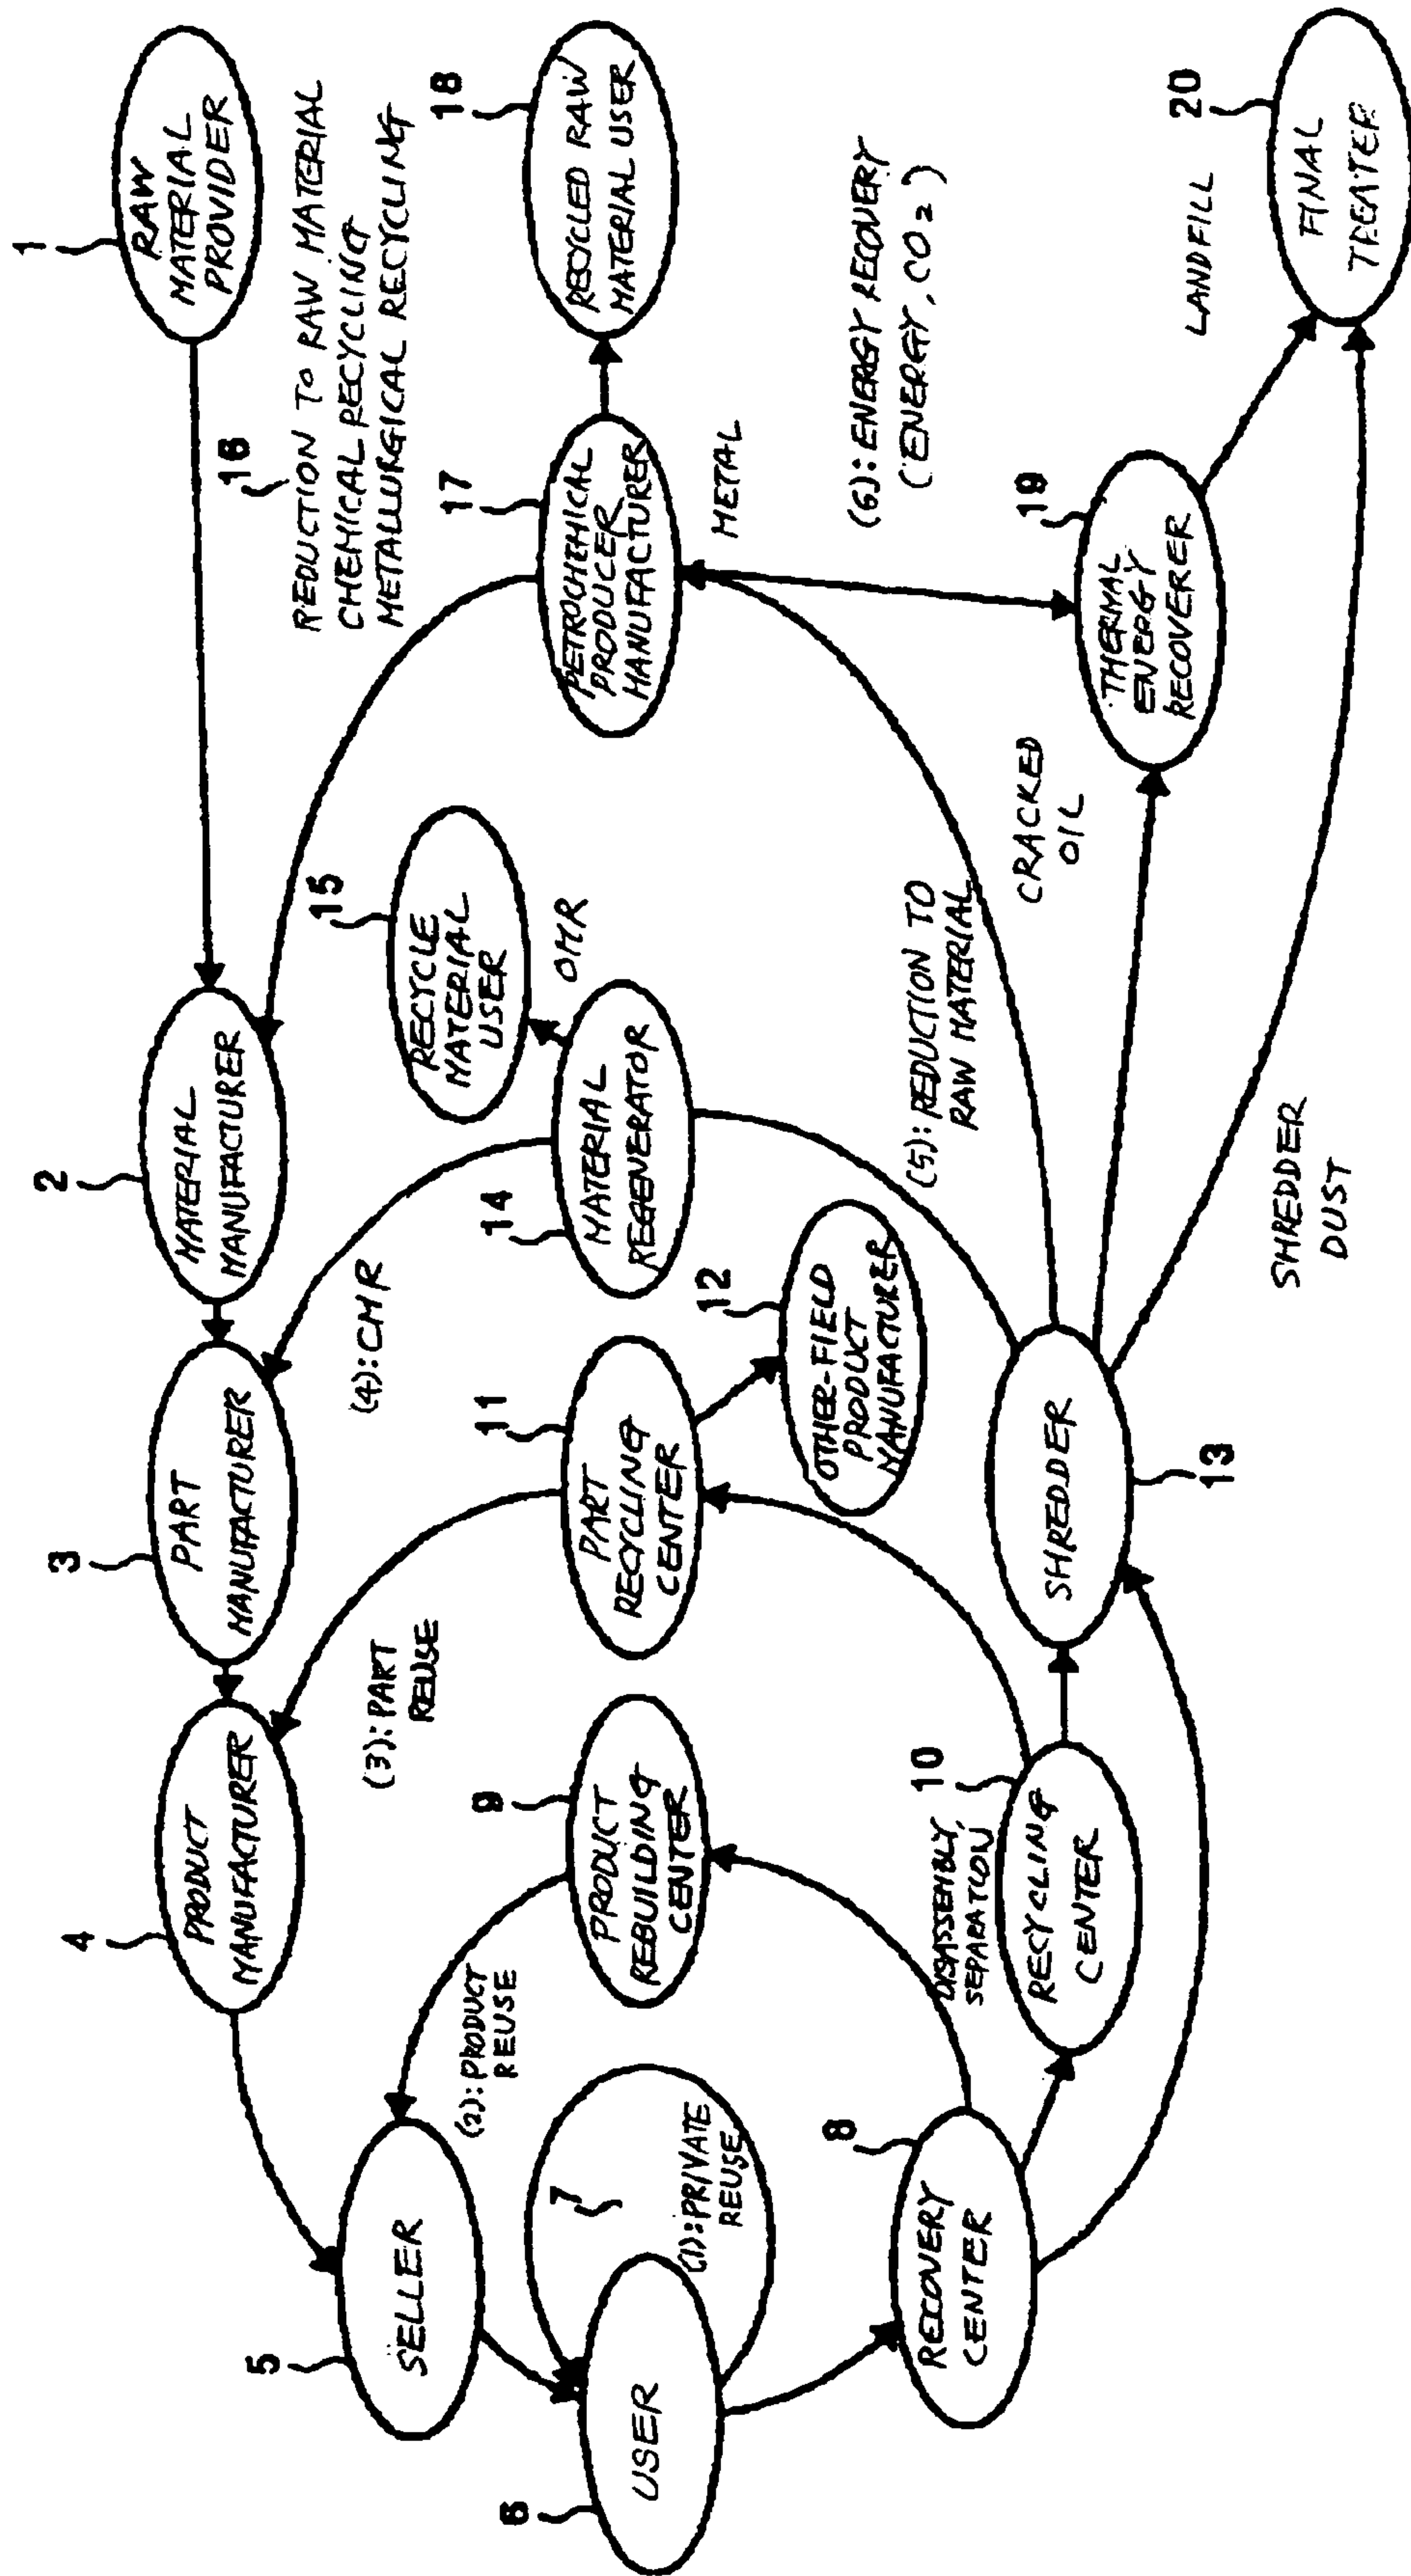 1
RAW
MATERIAL
PROVIDER
2
MATERIAL
MANUFACTURER
3
PART
MANUFACTURER
4
PRODUCT
MANUFACTURER
5
SELLER
6
USER
7
(1):PRIVATE
REUSE
(2):PRODUCT
REUSE
(3):PART
REUSE
(4):CMR
16
REDUCTION TO RAW MATERIAL
CHEMICAL RECYCLING
METALLURGICAL RECYCLING
8
RECOVERY
CENTER
9
PRODUCT
REBUILDING
CENTER
DISASSEMBLY,
SEPARATION
10
RECYCLING
CENTER
11
PART
RECYCLING
CENTER
12
OTHER-FIELD
PRODUCT
MANUFACTURER
13
SHREDDER
14
MATERIAL
REGENERATOR
OMR
15
RECYCLE
MATERIAL
USER
17
PETROCHEMICAL
PRODUCER
MANUFACTURER
18
RECYCLED RAW
MATERIAL USER
METAL
(5):REDUCTION TO
RAW MATERIAL
(6):ENERGY RECOVERY
(ENERGY, CO2)
CRACKED
OIL
19
THERMAL
ENERGY
RECOVERER
LANDFILL
SHREDDER
DUST
20
FINAL
TREATER